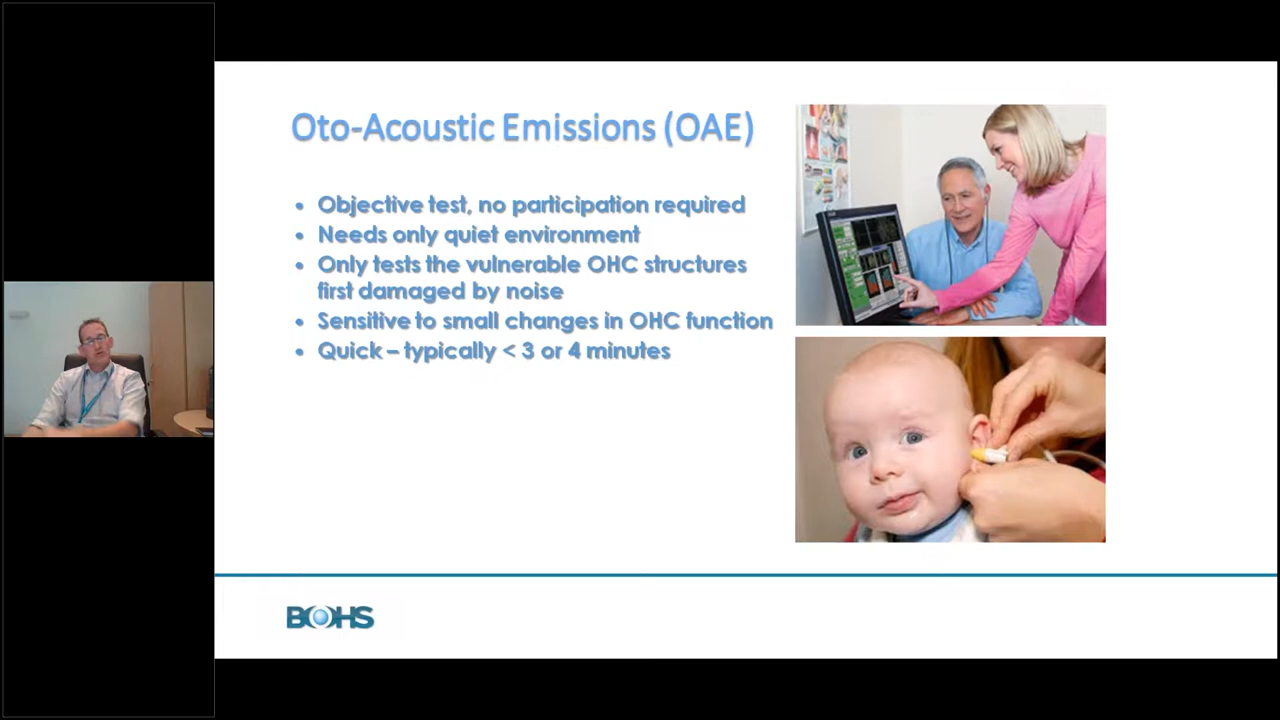 Oto-Acoustic Emissions (OAE)
• Objective test, no participation required
• Needs only quiet environment
• Only tests the vulnerable OHC structures
first damaged by noise
• Sensitive to small changes in OHC function
• Quick – typically < 3 or 4 minutes
BOHS